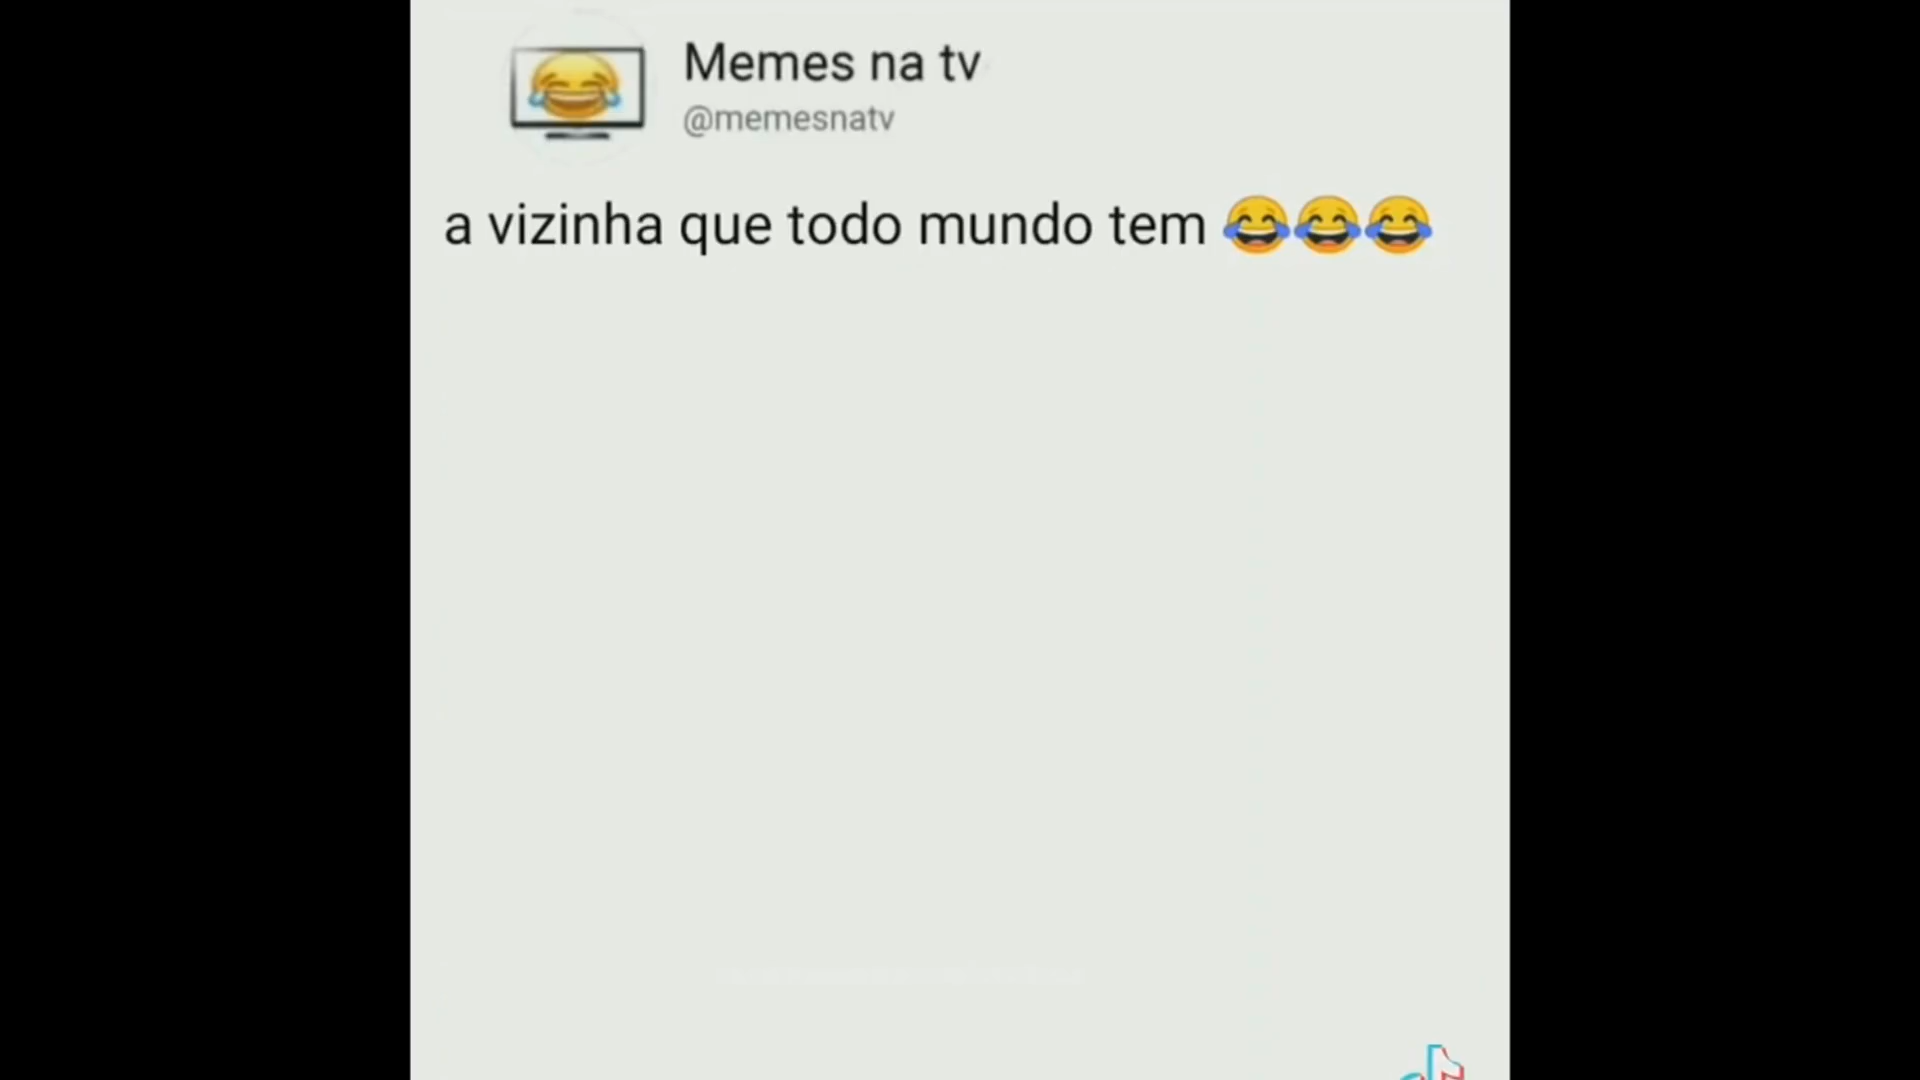 Memes na tv
@memesnatv
a vizinha que todo mundo tem 😂😂😂